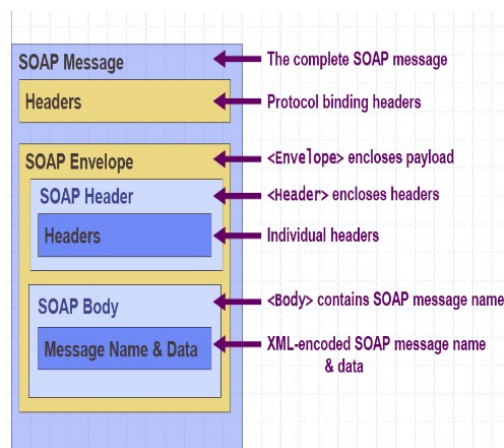 SOAP Message
The complete SOAP message
Headers
Protocol binding headers
SOAP Envelope
<Envelope> encloses payload
SOAP Header
<Header> encloses headers
Headers
Individual headers
SOAP Body
<Body> contains SOAP message name
Message Name & Data
XML-encoded SOAP message name
& data